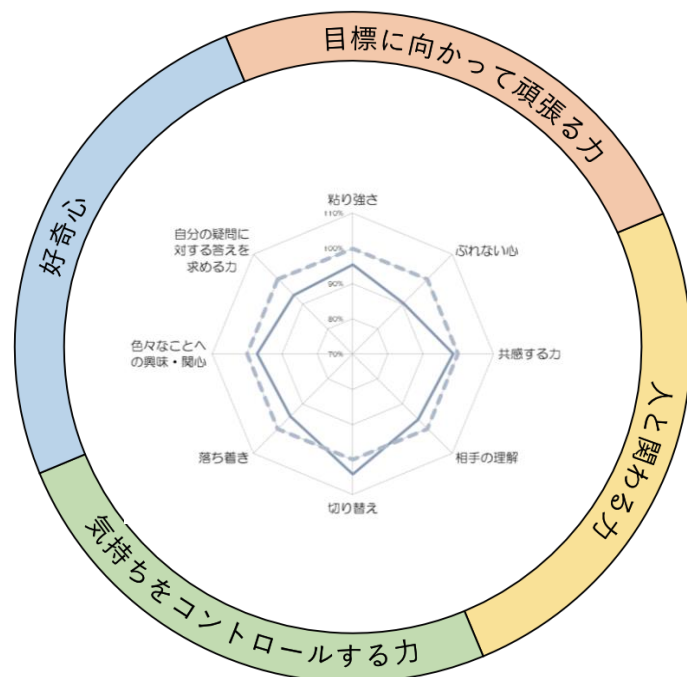 目標に向かって頑張る力
好奇心
人と関わる力
気持ちをコントロールする力
粘り強さ
110%
100%
90%
80%
70%
ぶれない心
共感する力
相手の理解
切り替え
落ち着き
色々なことへ
の興味・関心
自分の疑問に
対する答えを
求める力